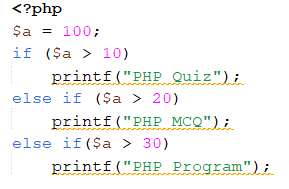 <?php
$a = 100;
if ($a > 10)
    printf("PHP Quiz");
else if ($a > 20)
    printf("PHP MCQ");
else if($a > 30)
    printf("PHP Program");